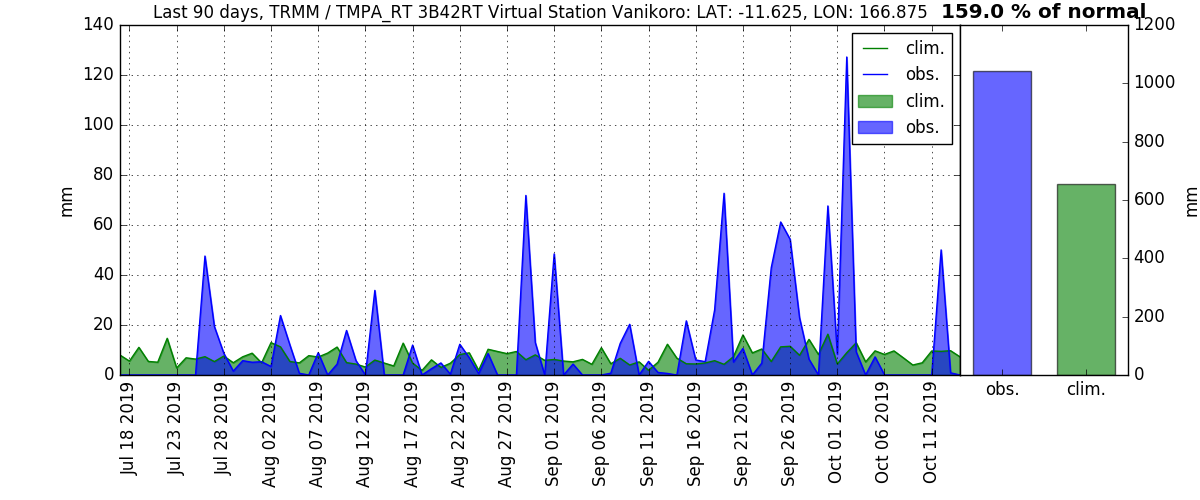 Last 90 days, TRMM / TMPA_RT 3B42RT Virtual Station Vanikoro: LAT: -11.625, LON: 166.875 159.0 % of normal
140
120
100
80
60
40
20
0
mm
clim.
obs.
clim.
obs.
1200
1000
800
600
400
200
0
mm
Jul 18 2019
Jul 23 2019
Jul 28 2019
Aug 02 2019
Aug 07 2019
Aug 12 2019
Aug 17 2019
Aug 22 2019
Aug 27 2019
Sep 01 2019
Sep 06 2019
Sep 11 2019
Sep 16 2019
Sep 21 2019
Sep 26 2019
Oct 01 2019
Oct 06 2019
Oct 11 2019
obs.
clim.